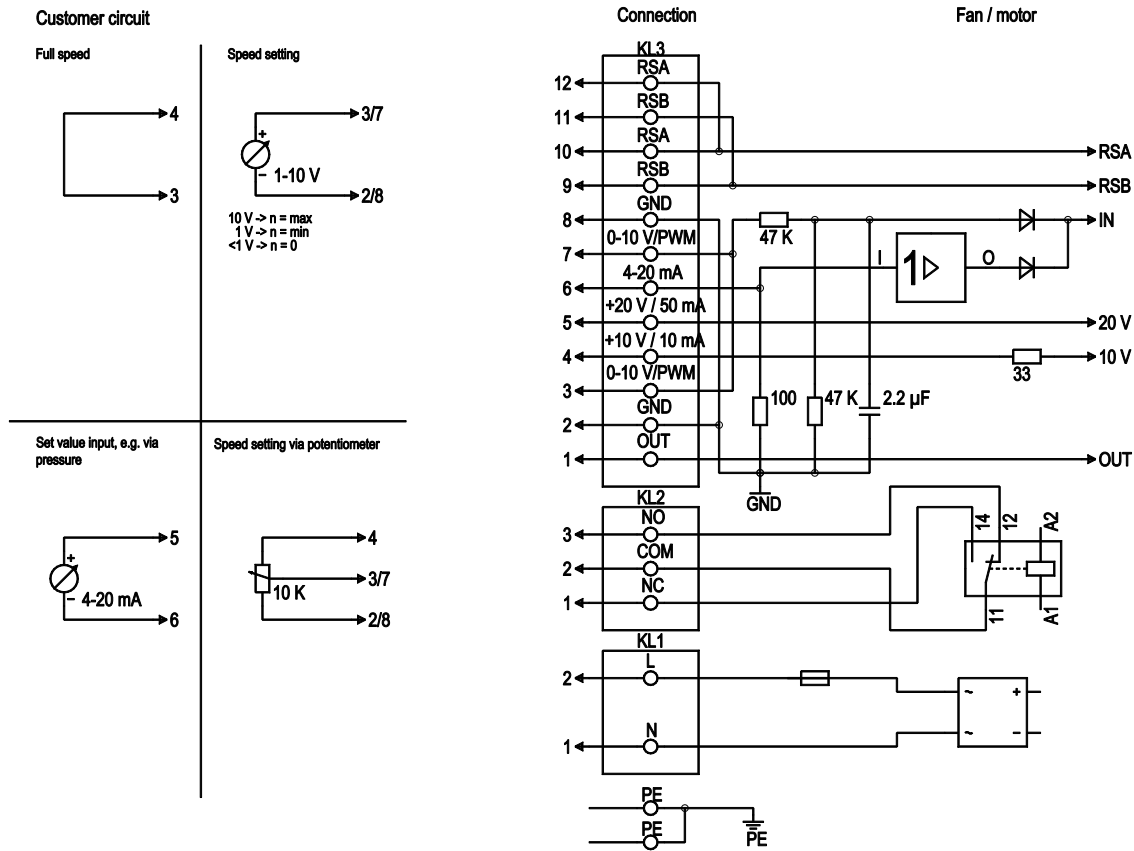 Customer circuit
Connection
Fan / motor
Full speed
4
3
Speed setting
3/7
+
−
1-10 V
2/8
10 V -> n = max
1 V -> n = min
<1 V -> n = 0
Set value input, e.g. via
pressure
5
+
−
4-20 mA
6
Speed setting via potentiometer
4
3/7
10 K
2/8
KL3
RSA
12
RSB
11
RSA
10
RSA
RSB
9
RSB
GND
8
IN
0-10 V/PWM
7
47 K
I
1
O
4-20 mA
6
+20 V / 50 mA
5
20 V
+10 V / 10 mA
4
10 V
33
0-10 V/PWM
3
100
47 K
2.2 µF
GND
2
OUT
1
OUT
GND
KL2
NO
3
COM
2
NC
1
14
12
A2
11
A1
KL1
L
2
~
+
N
1
~
−
PE
PE
PE